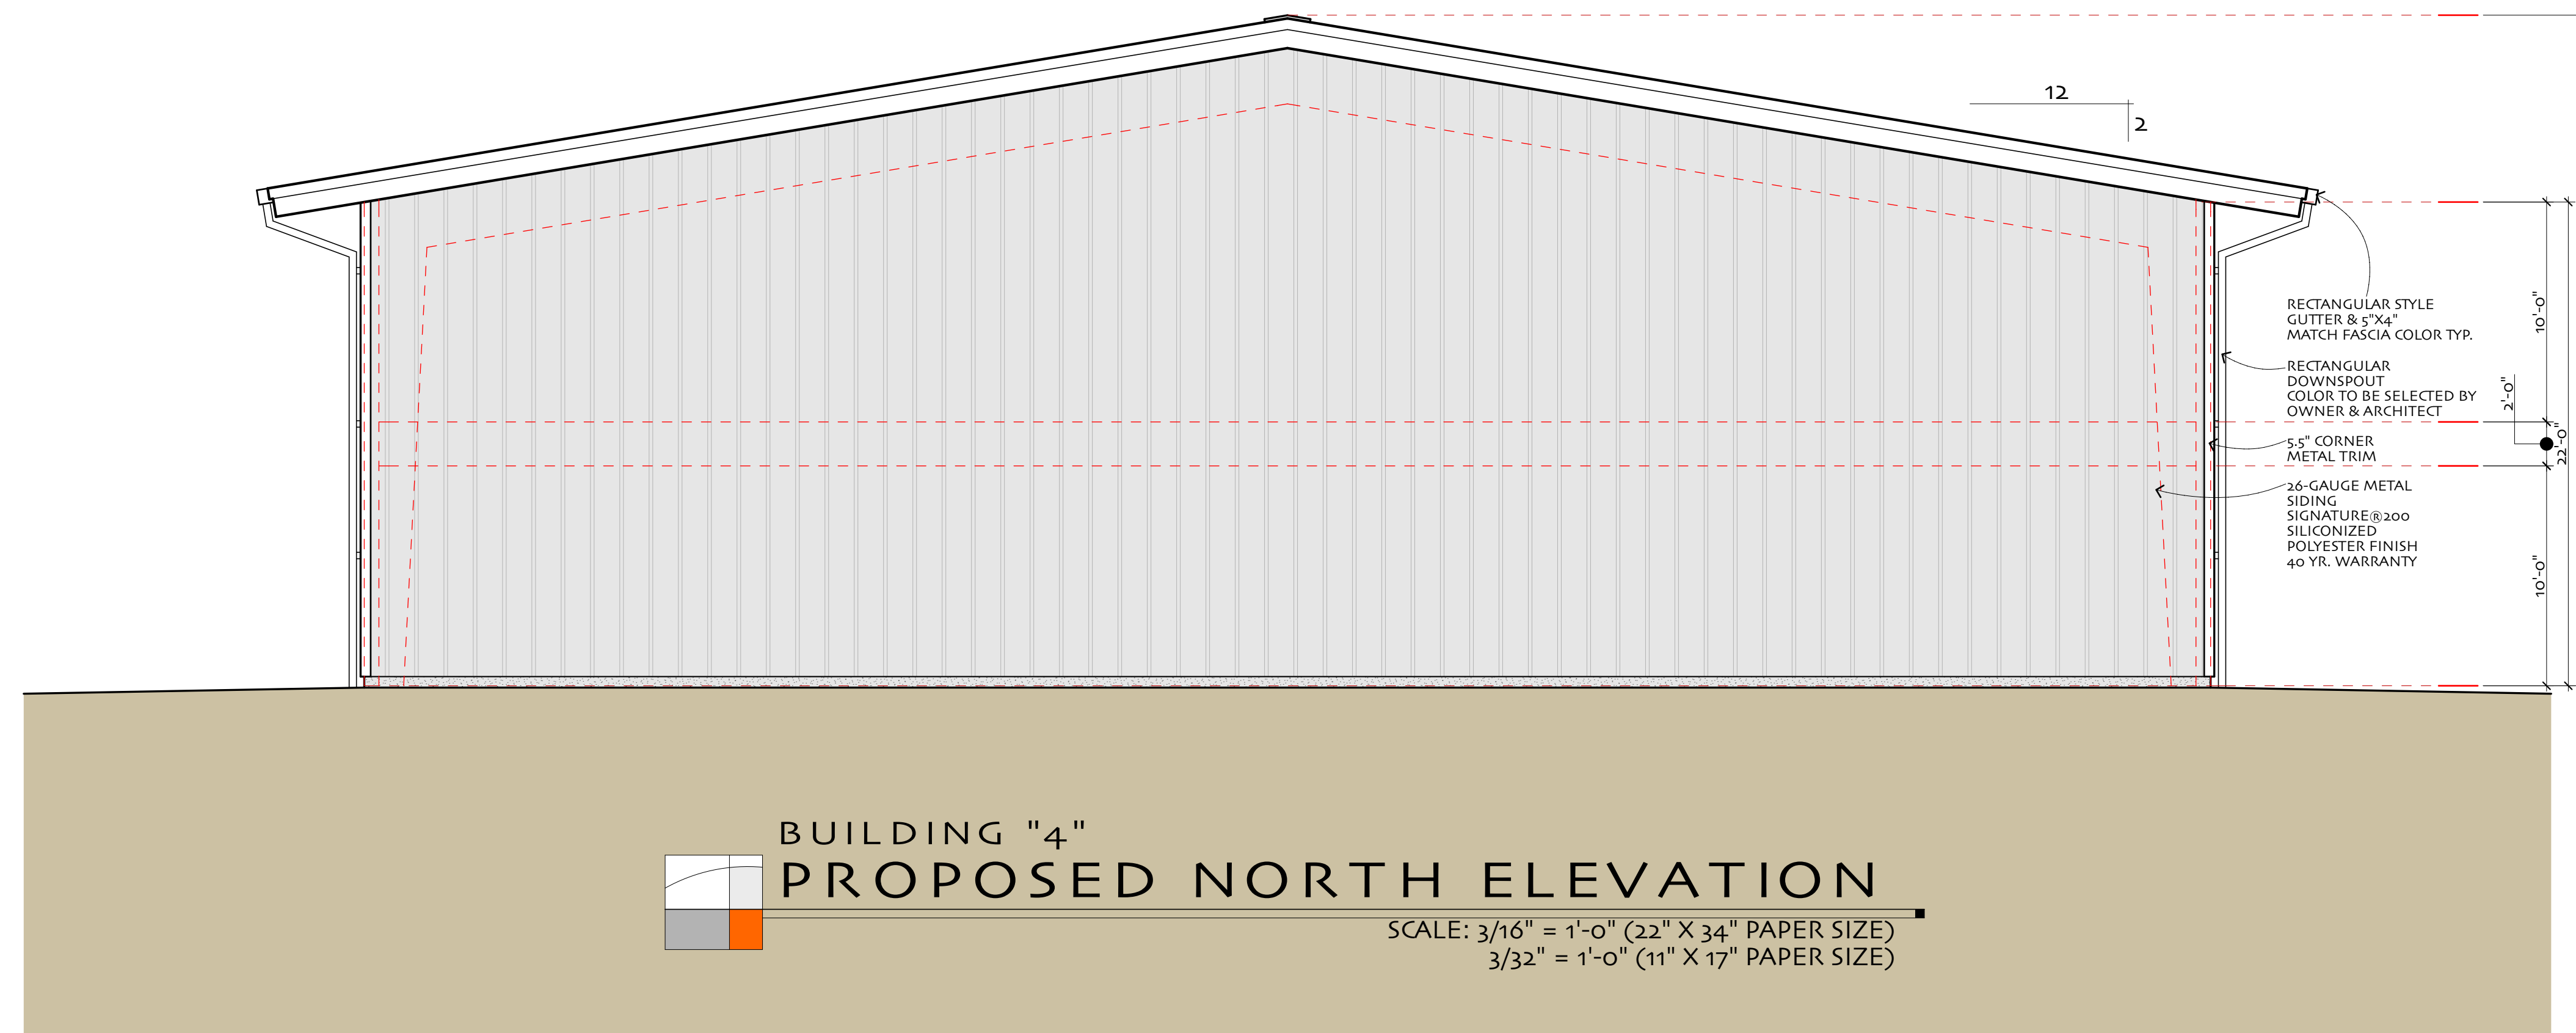 12
2
RECTANGULAR STYLE
GUTTER & 5"X4"
MATCH FASCIA COLOR TYP.
RECTANGULAR
DOWNSPOUT
COLOR TO BE SELECTED BY
OWNER & ARCHITECT
5.5" CORNER
METAL TRIM
26-GAUGE METAL
SIDING
SIGNATURE®200
SILICONIZED
POLYESTER FINISH
40 YR. WARRANTY
10'-0"
2'-0"
22'-0"
10'-0"
BUILDING "4"
PROPOSED NORTH ELEVATION
SCALE: 3/16" = 1'-0" (22" X 34" PAPER SIZE)
3/32" = 1'-0" (11" X 17" PAPER SIZE)